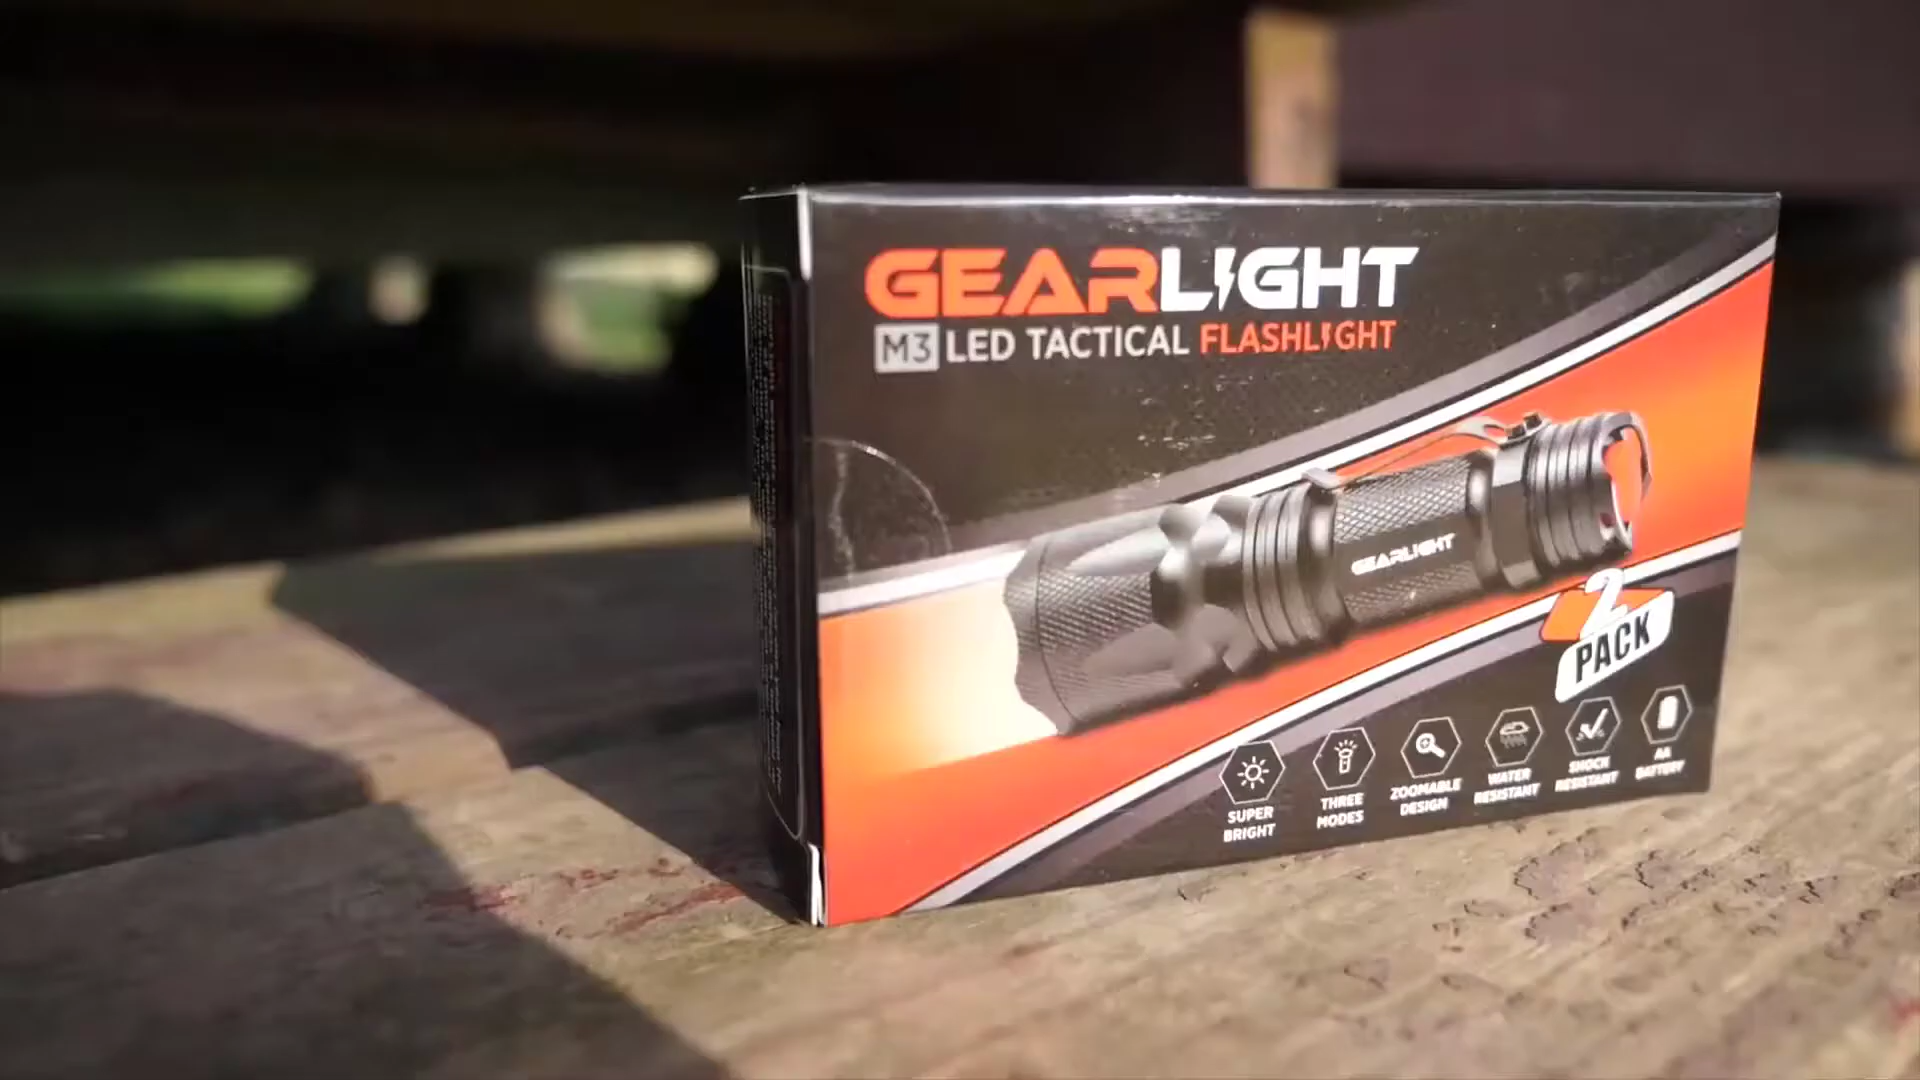 GEARLIGHT
M3 LED TACTICAL FLASHLIGHT
GEARLIGHT
2
PACK
SUPER
BRIGHT
THREE
MODES
ZOOMABLE
DESIGN
WATER
RESISTANT
SHOCK
RESISTANT
AA
BATTERY